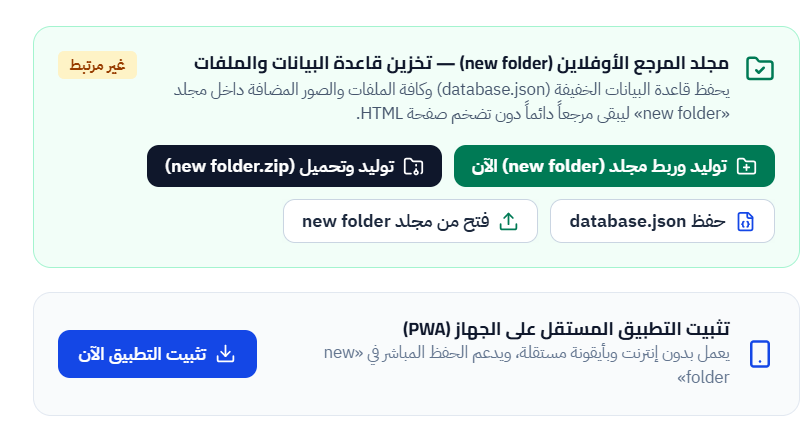 مجلد المرجع الأوفلاين (new folder) — تخزين قاعدة البيانات والملفات
غير مرتبط
يحفظ قاعدة البيانات الخفيفة (database.json) وكافة الملفات والصور المضافة داخل مجلد
«new folder» ليبقى مرجعاً دائماً دون تضخم صفحة HTML.
توليد وربط مجلد (new folder) الآن
توليد وتحميل (new folder.zip)
حفظ database.json
فتح من مجلد new folder
تثبيت التطبيق المستقل على الجهاز (PWA)
يعمل بدون إنترنت وبأيقونة مستقلة، ويدعم الحفظ المباشر في «new
folder»
تثبيت التطبيق الآن